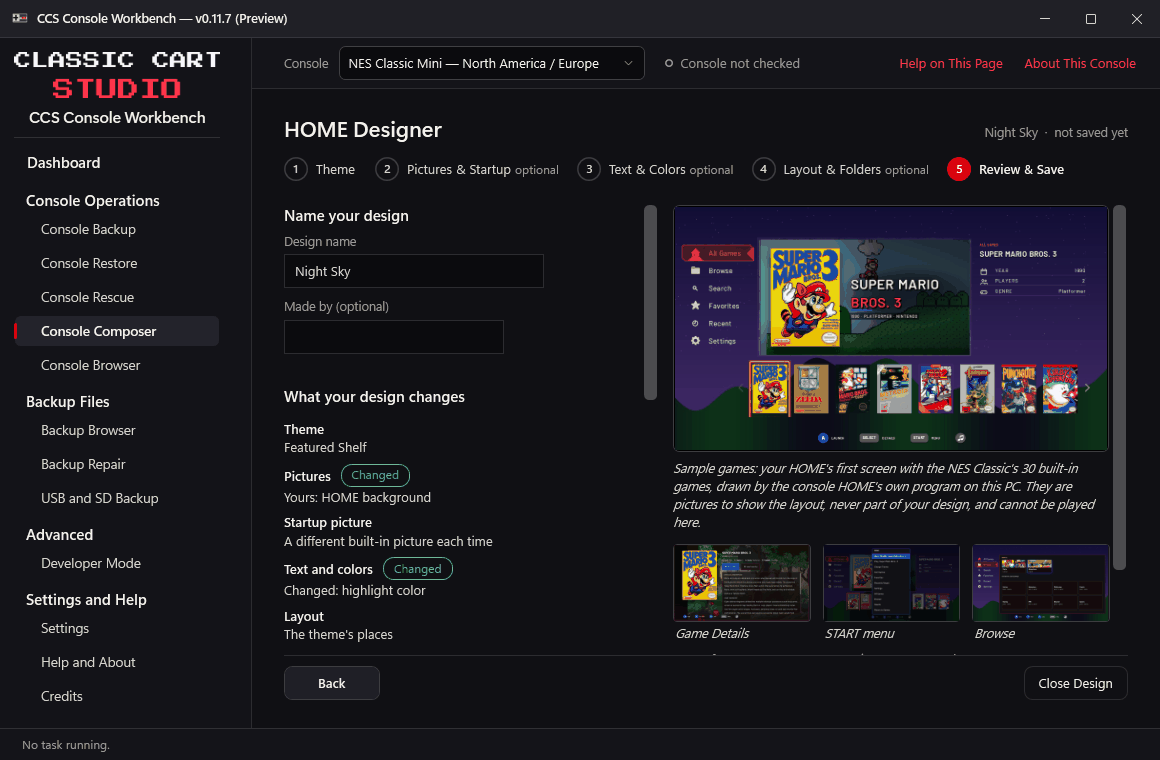 CCS Console Workbench — v0.11.7 (Preview)
CLASSIC CART
STUDIO
CCS Console Workbench
Dashboard
Console Operations
Console Backup
Console Restore
Console Rescue
Console Composer
Console Browser
Backup Files
Backup Browser
Backup Repair
USB and SD Backup
Advanced
Developer Mode
Settings and Help
Settings
Help and About
Credits
Console
NES Classic Mini — North America / Europe
Console not checked
Help on This Page
About This Console
HOME Designer
Night Sky · not saved yet
1 Theme
2 Pictures & Startup optional
3 Text & Colors optional
4 Layout & Folders optional
5 Review & Save
Name your design
Design name
Night Sky
Made by (optional)
What your design changes
Theme
Featured Shelf
Pictures Changed
Yours: HOME background
Startup picture
A different built-in picture each time
Text and colors Changed
Changed: highlight color
Layout
The theme's places
All Games
Browse
Search
Favorites
Recent
Settings
SUPER MARIO BROS. 3
SUPER MARIO
BROS. 3
SUPER MARIO BROS. 3
YEAR
PLAYERS 2
GENRE Platformer
Sample games: your HOME's first screen with the NES Classic's 30 built-in
games, drawn by the console HOME's own program on this PC. They are
pictures to show the layout, never part of your design, and cannot be played
here.
Game Details
START menu
Browse
Back
Close Design
No task running.